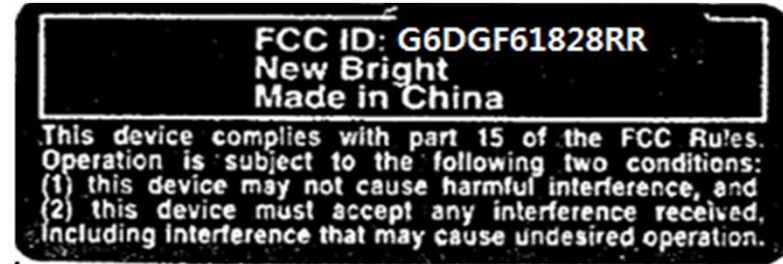 FCC ID: G6DGF61828RR
New Bright
Made in China
This device complies with part 15 of the FCC Rules.
Operation is subject to the following two conditions:
(1) this device may not cause harmful interference, and
(2) this device must accept any interference received,
including interference that may cause undesired operation.